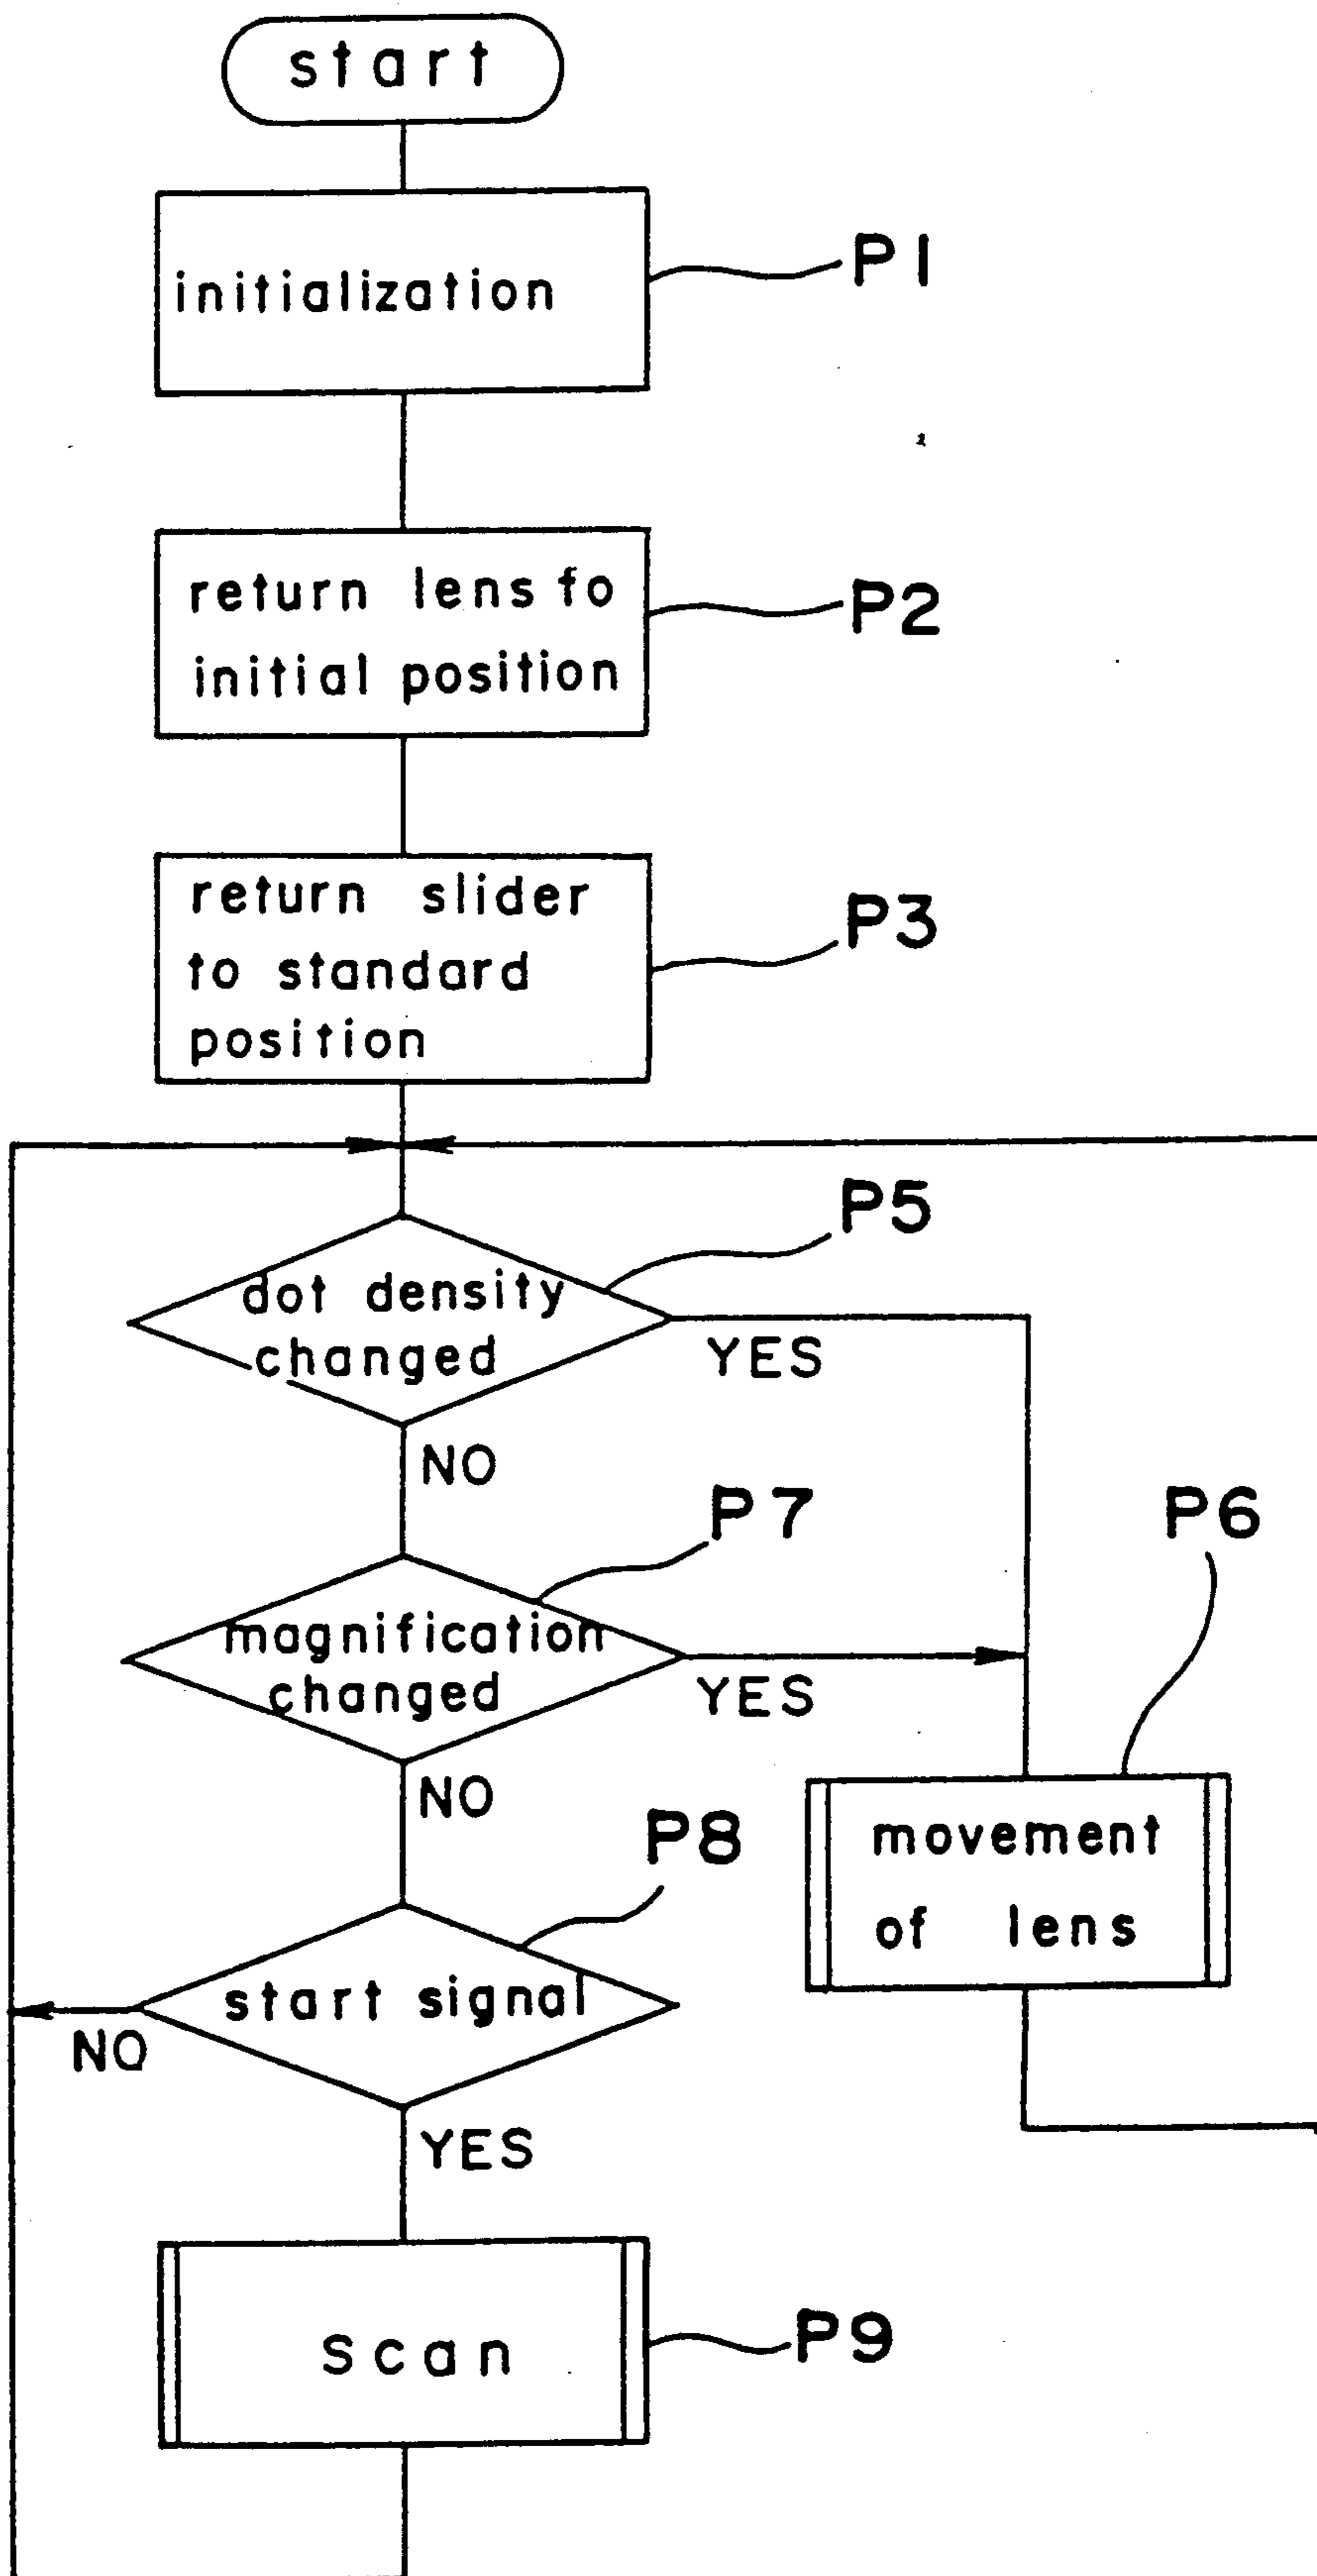 start
initialization
P1
return lens fo
initial position
P2
return slider
to standard
position
P3
P5
dot density
changed
YES
NO
P7
P6
magnification
changed
YES
NO
P8
movement
of lens
start signal
NO
YES
scan
P9